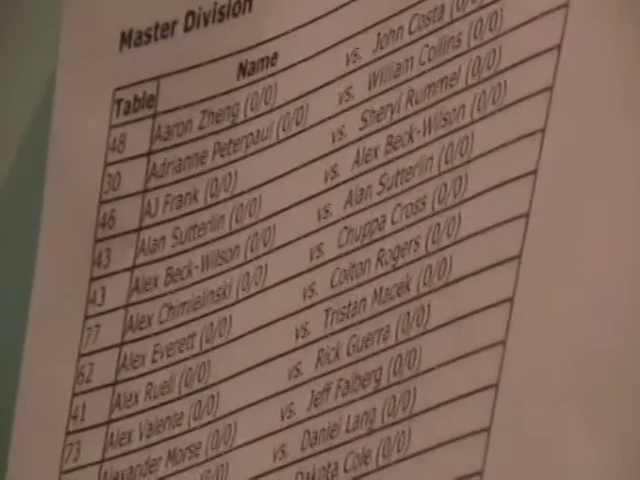 Master Division
Table Name
48 Aaron Zheng (0/0) vs. John Costa (0/0)
30 Adrianne Peterpaul (0/0) vs. William Collins (0/0)
46 AJ Frank (0/0) vs. Sheryl Rummel (0/0)
43 Alan Sutterlin (0/0) vs. Alex Beck-Wilson (0/0)
43 Alex Beck-Wilson (0/0) vs. Alan Sutterlin (0/0)
77 Alex Chimielnski (0/0) vs. Chuppa Cross (0/0)
62 Alex Everett (0/0) vs. Colton Rogers (0/0)
41 Alex Ruell (0/0) vs. Tristan Macek (0/0)
73 Alex Valente (0/0) vs. Rick Guerra (0/0)
Alexander Morse (0/0) vs. Jeff Falberg (0/0)
(0/0) vs. Daniel Lang (0/0)
Dakota Cole (0/0)